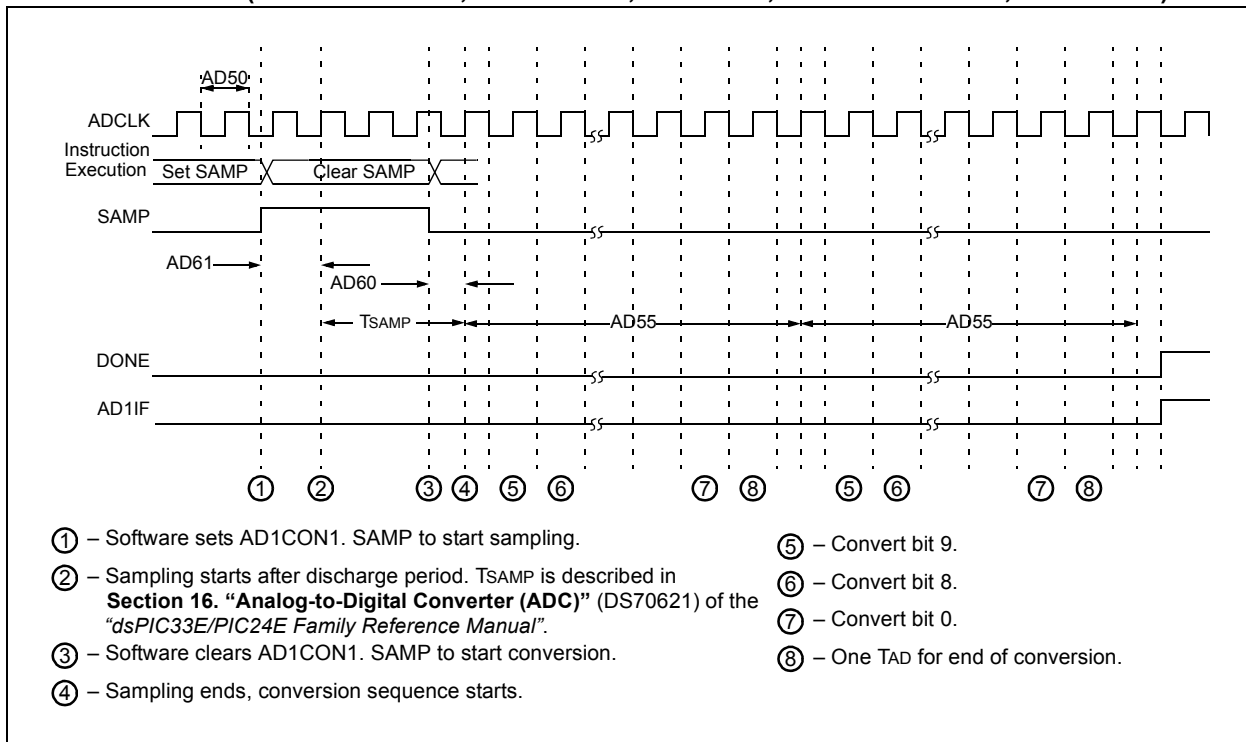 AD50
ADCLK
Instruction
Execution Set SAMP Clear SAMP
SAMP
AD61
AD60
TSAMP AD55 AD55
DONE
AD1IF
1 2 3 4 5 6 7 8 5 6 7 8
1 – Software sets AD1CON1. SAMP to start sampling.
2 – Sampling starts after discharge period. TSAMP is described in
Section 16. “Analog-to-Digital Converter (ADC)” (DS70621) of the
“dsPIC33E/PIC24E Family Reference Manual”.
3 – Software clears AD1CON1. SAMP to start conversion.
4 – Sampling ends, conversion sequence starts.
5 – Convert bit 9.
6 – Convert bit 8.
7 – Convert bit 0.
8 – One TAD for end of conversion.